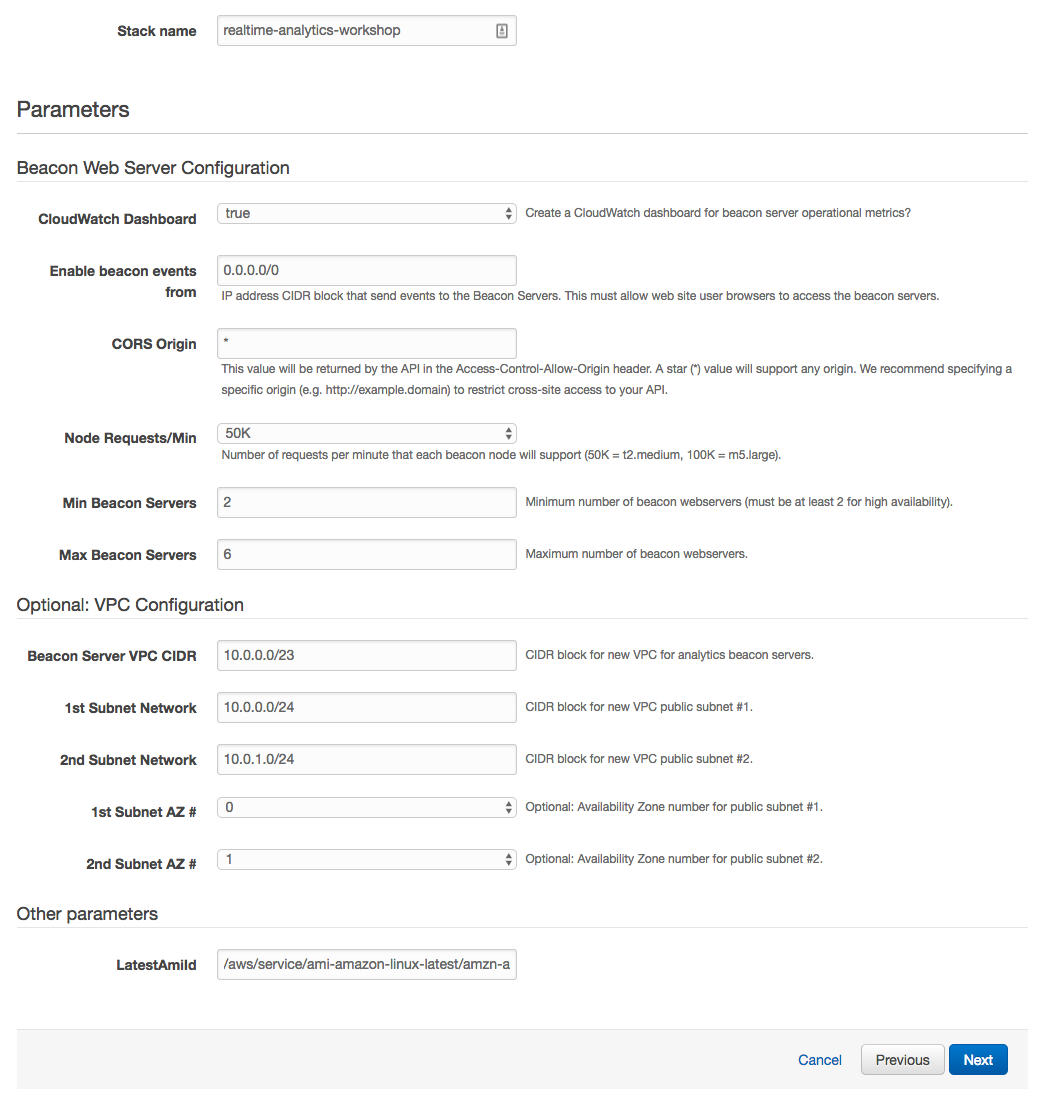 Stack name realtime-analytics-workshop
Parameters
Beacon Web Server Configuration
CloudWatch Dashboard true Create a CloudWatch dashboard for beacon server operational metrics?
Enable beacon events from 0.0.0.0/0
IP address CIDR block that send events to the Beacon Servers. This must allow web site user browsers to access the beacon servers.
CORS Origin *
This value will be returned by the API in the Access-Control-Allow-Origin header. A star (*) value will support any origin. We recommend specifying a
specific origin (e.g. http://example.domain) to restrict cross-site access to your API.
Node Requests/Min 50K
Number of requests per minute that each beacon node will support (50K = t2.medium, 100K = m5.large).
Min Beacon Servers 2 Minimum number of beacon webservers (must be at least 2 for high availability).
Max Beacon Servers 6 Maximum number of beacon webservers.
Optional: VPC Configuration
Beacon Server VPC CIDR 10.0.0.0/23 CIDR block for new VPC for analytics beacon servers.
1st Subnet Network 10.0.0.0/24 CIDR block for new VPC public subnet #1.
2nd Subnet Network 10.0.1.0/24 CIDR block for new VPC public subnet #2.
1st Subnet AZ # 0 Optional: Availability Zone number for public subnet #1.
2nd Subnet AZ # 1 Optional: Availability Zone number for public subnet #2.
Other parameters
LatestAmiId /aws/service/ami-amazon-linux-latest/amzn-a
Cancel Previous Next